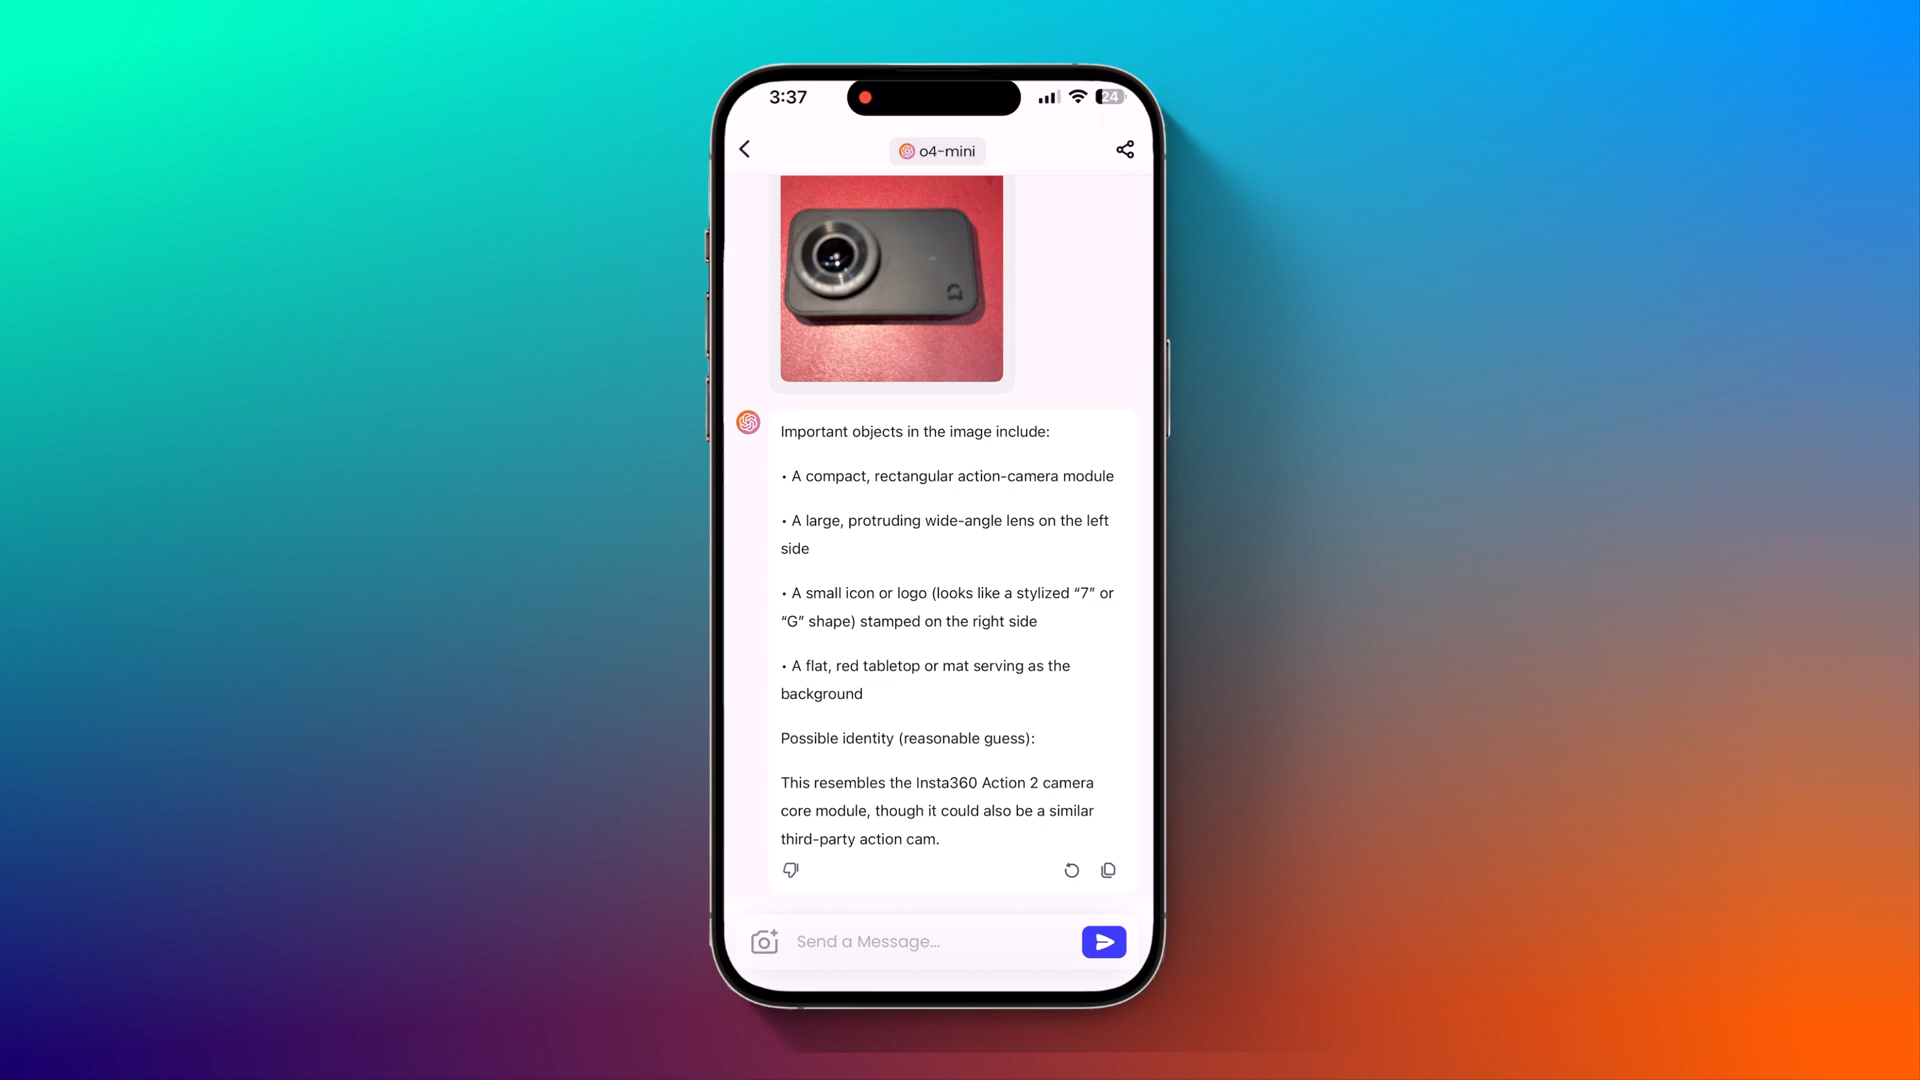 3:37
24
o4-mini
Important objects in the image include:
• A compact, rectangular action-camera module
• A large, protruding wide-angle lens on the left
side
• A small icon or logo (looks like a stylized “7” or
“G” shape) stamped on the right side
• A flat, red tabletop or mat serving as the
background
Possible identity (reasonable guess):
This resembles the Insta360 Action 2 camera
core module, though it could also be a similar
third-party action cam.
Send a Message...